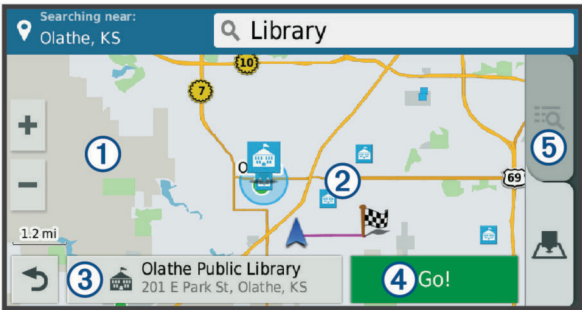 Searching near:
Olathe, KS
Library
10
7
+
1
5
O
2
69
−
1.2 mi
3
Olathe Public Library
201 E Park St, Olathe, KS
4
Go!